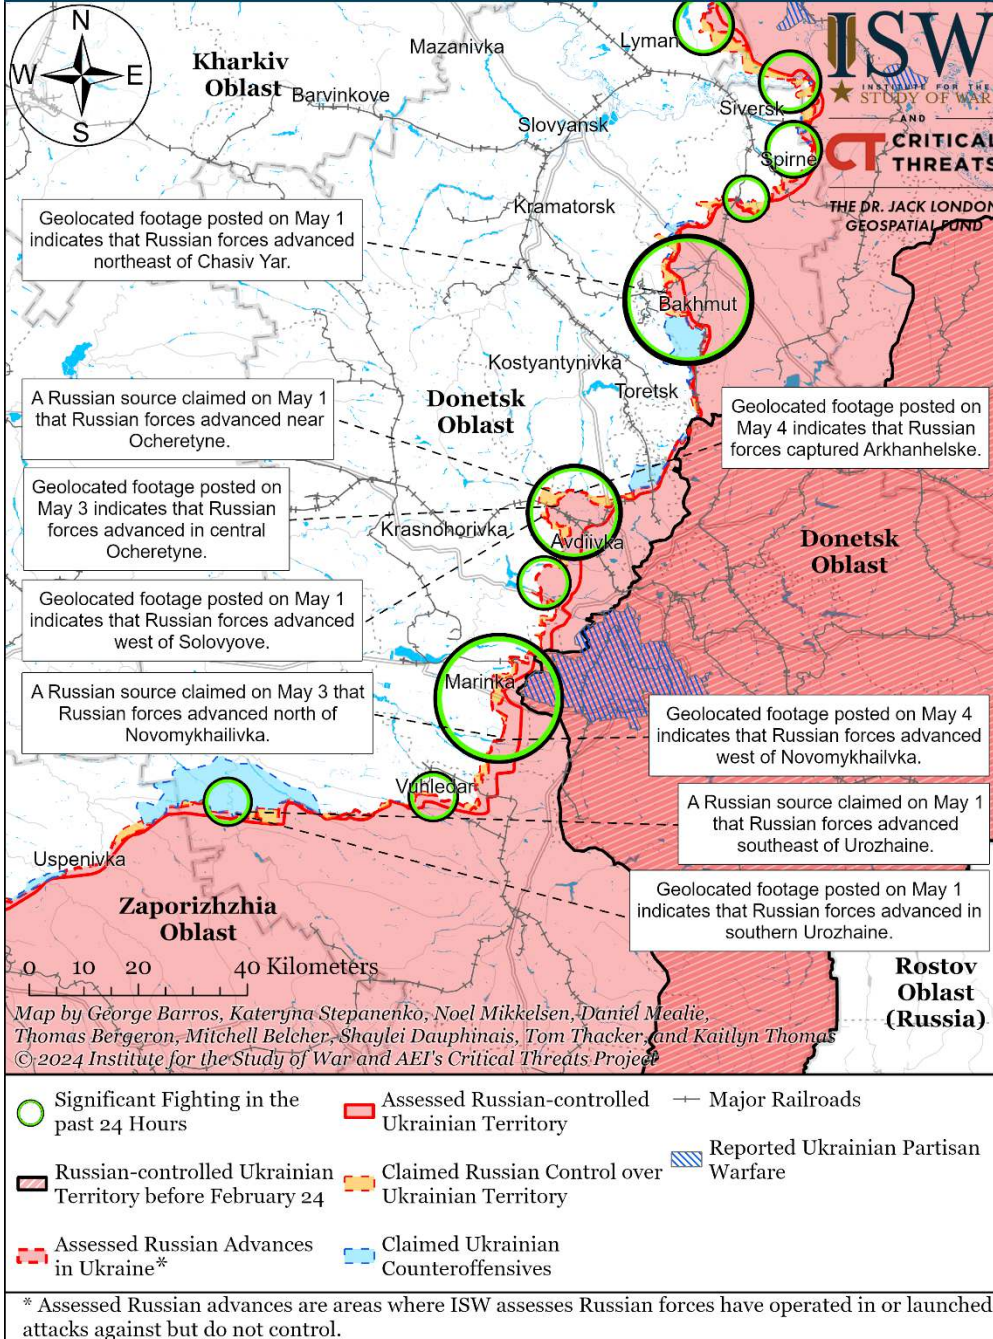 N
W
E
S
Kharkiv
Oblast
Mazanivka
Barvinkove
Lyman
Slovyansk
Siversk
Spirne
Kramatorsk
ISW
INSTITUTE FOR THE
STUDY OF WAR
AND
CT CRITICAL
THREATS
THE DR. JACK LONDON
GEOSPATIAL FUND
Geolocated footage posted on May 1
indicates that Russian forces advanced
northeast of Chasiv Yar.
Bakhmut
Kostyantynivka
Toretsk
Donetsk
Oblast
A Russian source claimed on May 1
that Russian forces advanced near
Ocheretyne.
Geolocated footage posted on
May 4 indicates that Russian
forces captured Arkhanhelske.
Geolocated footage posted on
May 3 indicates that Russian
forces advanced in central
Ocheretyne.
Krasnohorivka
Avdiivka
Donetsk
Oblast
Geolocated footage posted on May 1
indicates that Russian forces advanced
west of Solovyove.
Marinka
A Russian source claimed on May 3 that
Russian forces advanced north of
Novomykhailivka.
Geolocated footage posted on May 4
indicates that Russian forces advanced
west of Novomykhailvka.
Vuhledar
A Russian source claimed on May 1
that Russian forces advanced
southeast of Urozhaine.
Uspenivka
Geolocated footage posted on May 1
indicates that Russian forces advanced in
southern Urozhaine.
Zaporizhzhia
Oblast
Rostov
Oblast
(Russia)
0 10 20 40 Kilometers
Map by George Barros, Kateryna Stepanenko, Noel Mikkelsen, Daniel Mealie,
Thomas Bergeron, Mitchell Belcher, Shaylei Dauphinais, Tom Thacker, and Kaitlyn Thomas
© 2024 Institute for the Study of War and AEI's Critical Threats Project
Significant Fighting in the
past 24 Hours
Russian-controlled Ukrainian
Territory before February 24
Assessed Russian Advances
in Ukraine*
Assessed Russian-controlled
Ukrainian Territory
Claimed Russian Control over
Ukrainian Territory
Claimed Ukrainian
Counteroffensives
Major Railroads
Reported Ukrainian Partisan
Warfare
* Assessed Russian advances are areas where ISW assesses Russian forces have operated in or launched
attacks against but do not control.